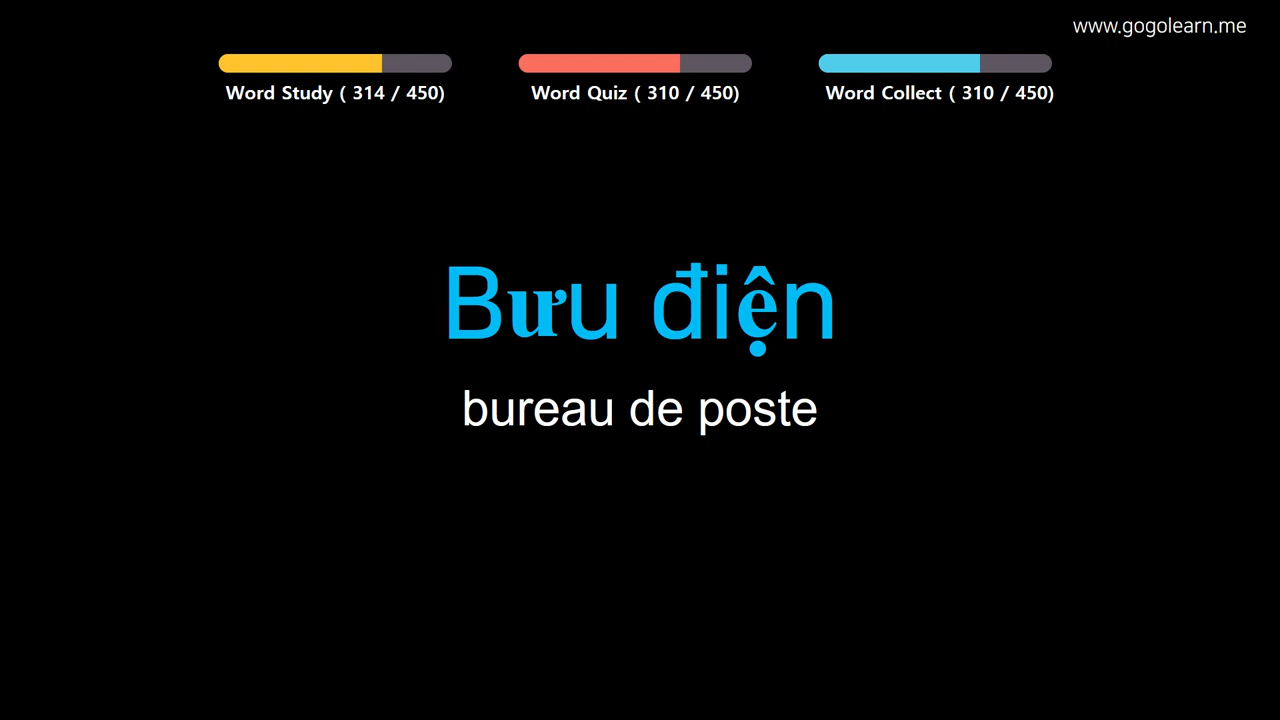 www.gogolearn.me
Word Study ( 314 / 450)
Word Quiz ( 310 / 450)
Word Collect ( 310 / 450)
Bưu điện
bureau de poste